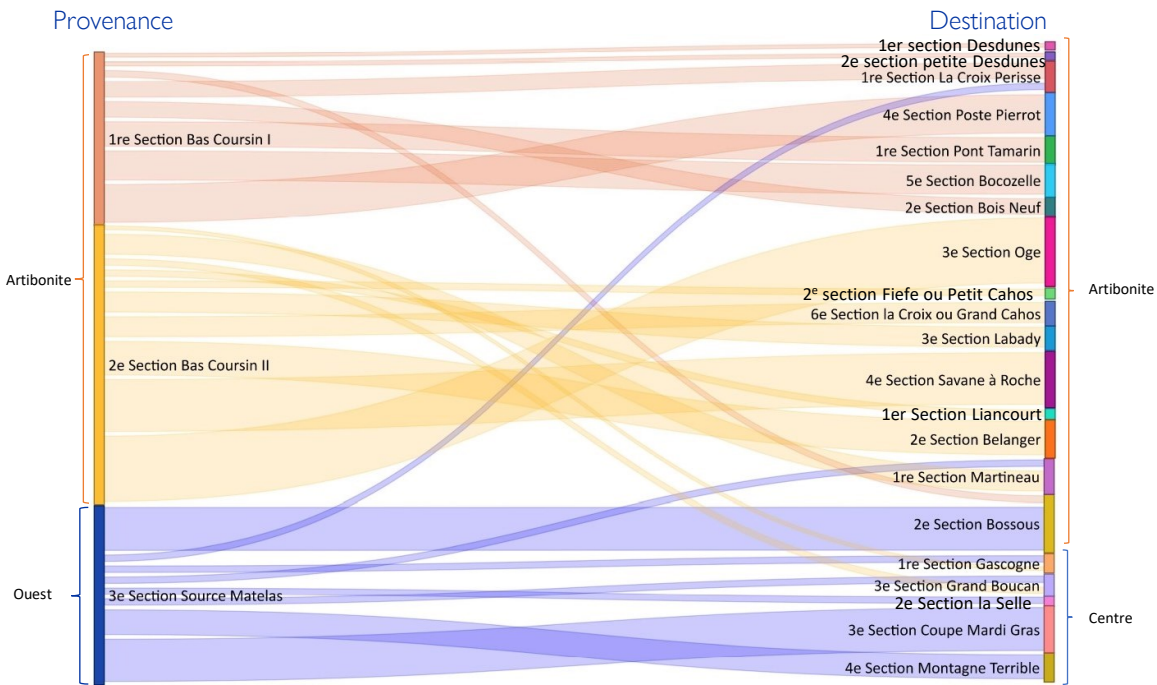 Provenance
Destination
1er section Desdunes
2e section petite Desdunes
1re Section La Croix Perisse
4e Section Poste Pierrot
1re Section Bas Coursin I
1re Section Pont Tamarin
5e Section Bocozelle
2e Section Bois Neuf
3e Section Oge
Artibonite
Artibonite
2e section Fiefe ou Petit Cahos
6e Section la Croix ou Grand Cahos
3e Section Labady
2e Section Bas Coursin II
4e Section Savane à Roche
1er Section Liancourt
2e Section Belanger
1re Section Martineau
2e Section Bossous
1re Section Gascogne
3e Section Grand Boucan
Ouest
3e Section Source Matelas
2e Section la Selle
Centre
3e Section Coupe Mardi Gras
4e Section Montagne Terrible